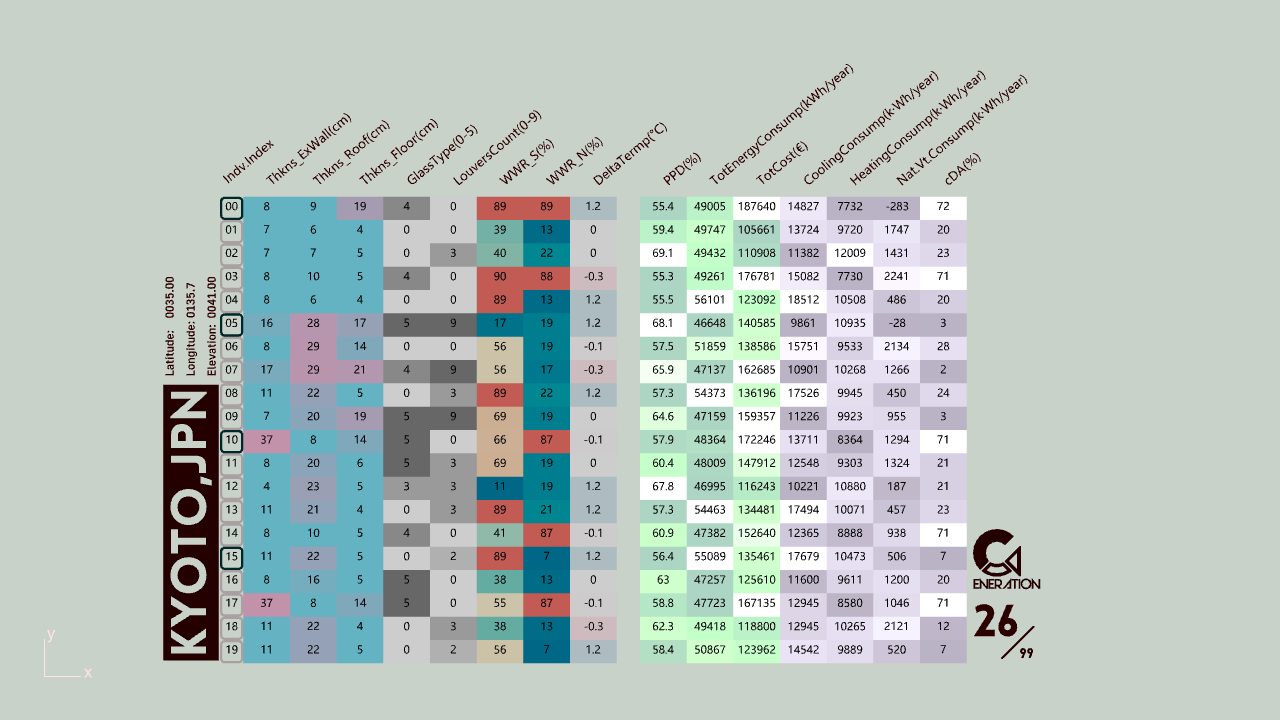 Indv.Index Thkns_ExWall(cm) Thkns_Roof(cm) Thkns_Floor(cm) GlassType(0-5) LouversCount(0-9) WWR_S(%) WWR_N(%) DeltaTermp(°C) PPD(%) TotEnergyConsump(kWh/year) TotCost(€) CoolingConsump(k·Wh/year) HeatingConsump(k·Wh/year) Nat.Vt.Consump(k·Wh/year) cDA(%)
00 8 9 19 4 0 89 89 1.2 55.4 49005 187640 14827 7732 -283 72
01 7 6 4 0 0 39 13 0 59.4 49747 105661 13724 9720 1747 20
02 7 7 5 0 3 40 22 0 69.1 49432 110908 11382 12009 1431 23
03 8 10 5 4 0 90 88 -0.3 55.3 49261 176781 15082 7730 2241 71
04 8 6 4 0 0 89 13 1.2 55.5 56101 123092 18512 10508 486 20
05 16 28 17 5 9 17 19 1.2 68.1 46648 140585 9861 10935 -28 3
06 8 29 14 0 0 56 19 -0.1 57.5 51859 138586 15751 9533 2134 28
07 17 29 21 4 9 56 17 -0.3 65.9 47137 162685 10901 10268 1266 2
08 11 22 5 0 3 89 22 1.2 57.3 54373 136196 17526 9945 450 24
09 7 20 19 5 9 69 19 0 64.6 47159 159357 11226 9923 955 3
10 37 8 14 5 0 66 87 -0.1 57.9 48364 172246 13711 8364 1294 71
11 8 20 6 5 3 69 19 0 60.4 48009 147912 12548 9303 1324 21
12 4 23 5 3 3 11 19 1.2 67.8 46995 116243 10221 10880 187 21
13 11 21 4 0 3 89 21 1.2 57.3 54463 134481 17494 10071 457 23
14 8 10 5 4 0 41 87 -0.1 60.9 47382 152640 12365 8888 938 71
15 11 22 5 0 2 89 7 1.2 56.4 55089 135461 17679 10473 506 7
16 8 16 5 5 0 38 13 0 63 47257 125610 11600 9611 1200 20
17 37 8 14 5 0 55 87 -0.1 58.8 47723 167135 12945 8580 1046 71
18 11 22 4 0 3 38 13 -0.3 62.3 49418 118800 12945 10265 2121 12
19 11 22 5 0 2 56 7 1.2 58.4 50867 123962 14542 9889 520 7
Latitude: 0035.00
Longitude: 0135.7
Elevation: 0041.00
KYOTO,JPN
G
ENERATION
26/99
y
x